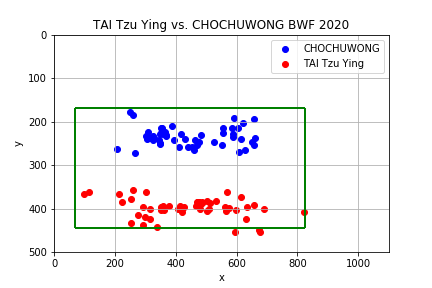 TAI Tzu Ying vs. CHOCHUWONG BWF 2020
0
CHOCHUWONG
TAI Tzu Ying
100
200
y
300
400
500
0 200 400 600 800 1000
x